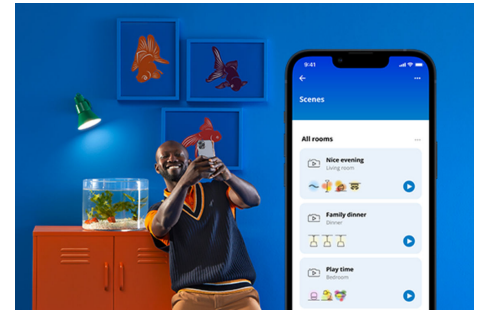 9:41
Scenes
All rooms
Nice evening
Living room
Family dinner
Dinner
Play time
Bedroom